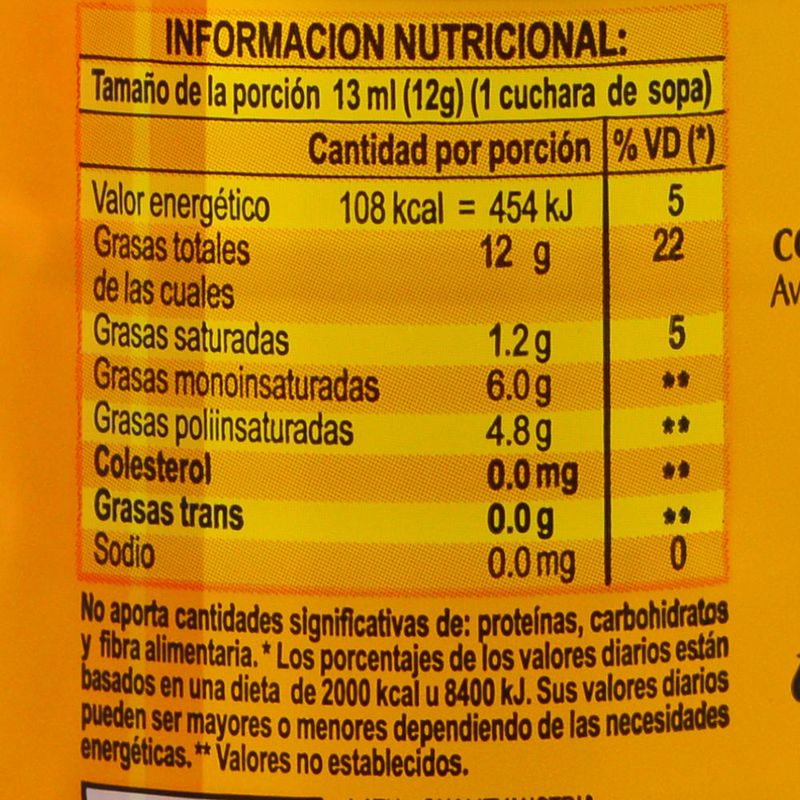 INFORMACION NUTRICIONAL:
Tamaño de la porción 13 ml (12g) (1 cuchara de sopa)
Cantidad por porción % VD (*)
Valor energético 108 kcal = 454 kJ 5
Grasas totales 12 g 22
de las cuales
Grasas saturadas 1.2 g 5
Grasas monoinsaturadas 6.0 g **
Grasas poliinsaturadas 4.8 g **
Colesterol 0.0 mg **
Grasas trans 0.0 g **
Sodio 0.0 mg 0
No aporta cantidades significativas de: proteínas, carbohidratos
y fibra alimentaria. * Los porcentajes de los valores diarios están
basados en una dieta de 2000 kcal u 8400 kJ. Sus valores diarios
pueden ser mayores o menores dependiendo de las necesidades
energéticas. ** Valores no establecidos.
Av